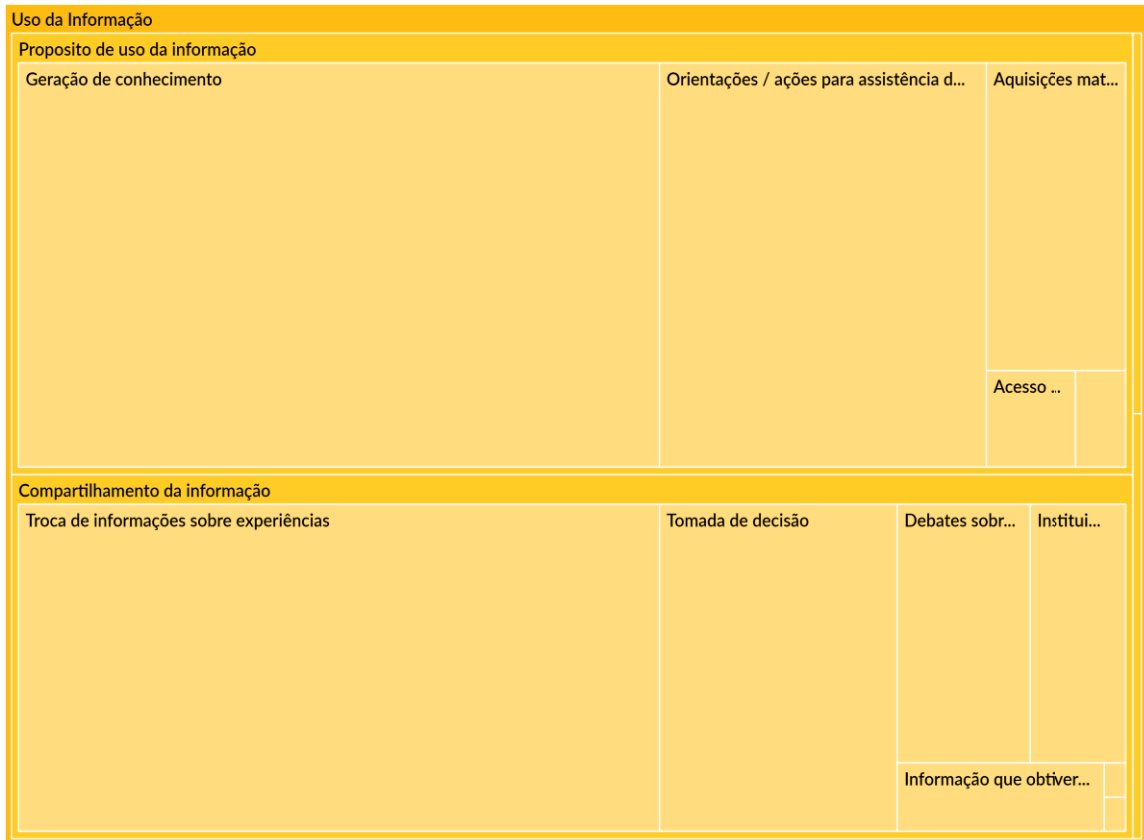 Uso da Informação
Proposito de uso da informação
Geração de conhecimento
Orientações / ações para assistência d...
Aquisições mat...
Acesso ...
Compartilhamento da informação
Troca de informações sobre experiências
Tomada de decisão
Debates sobr...
Institui...
Informação que obtiver...